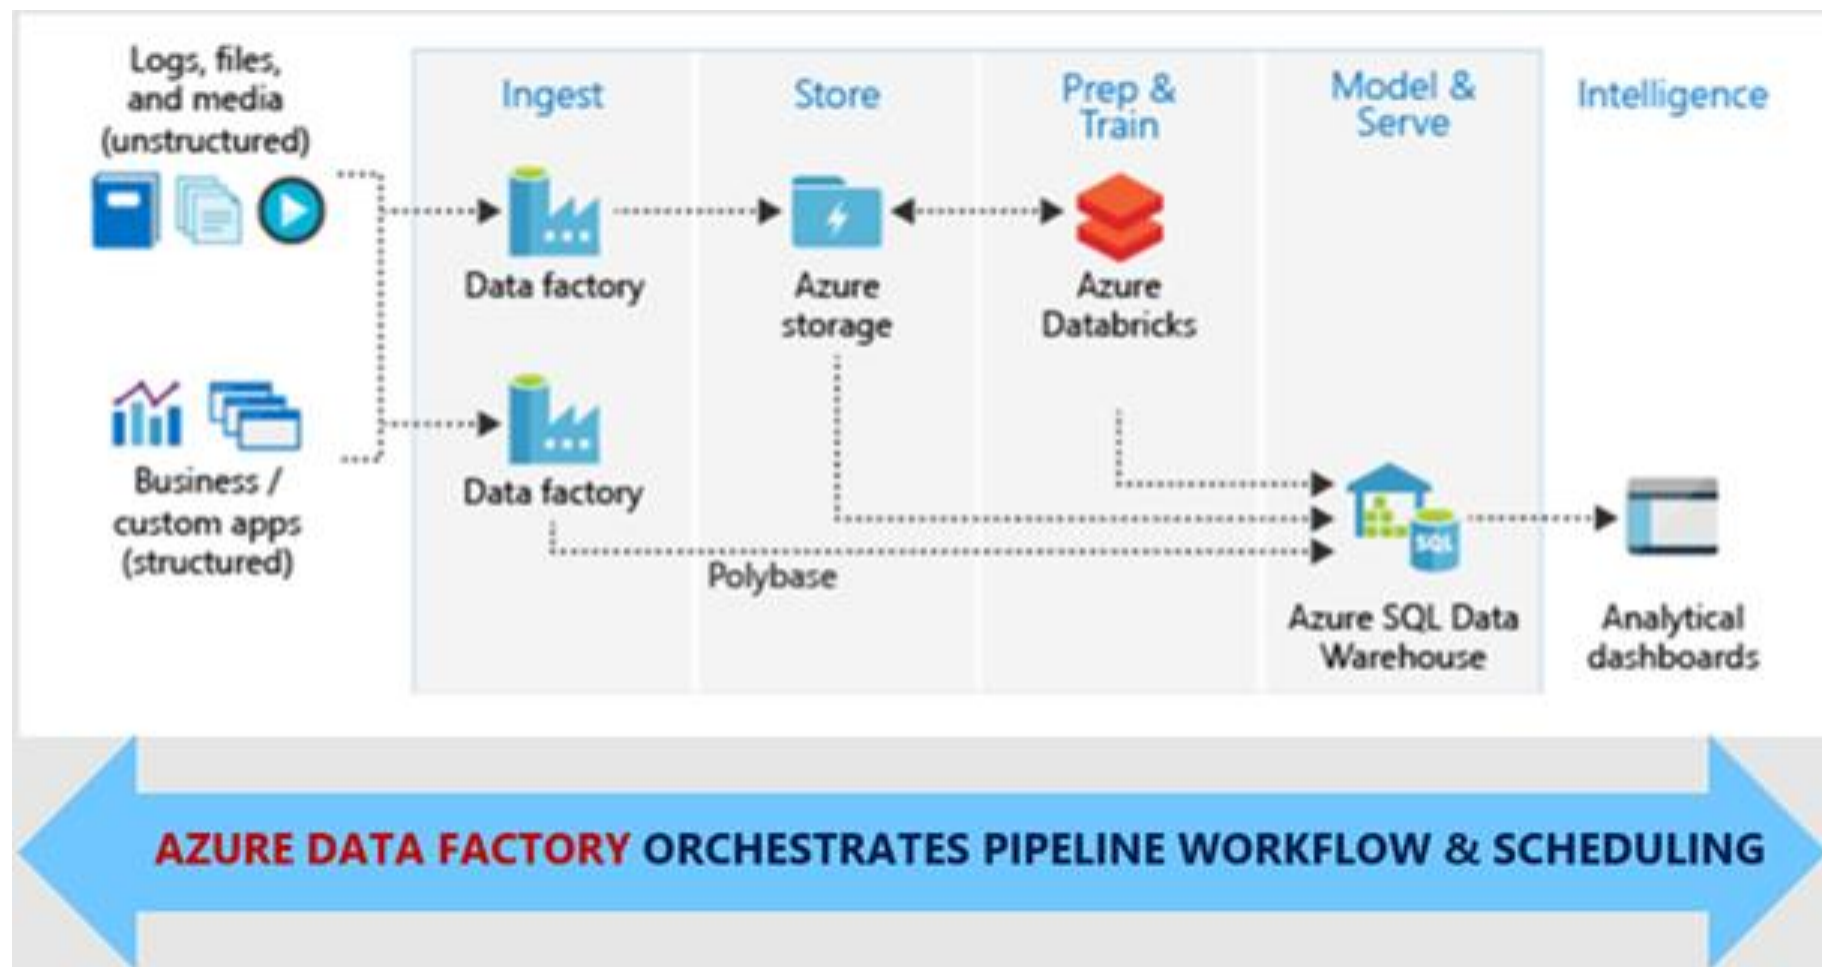 Logs, files,
and media
(unstructured)
Business /
custom apps
(structured)
Ingest
Data factory
Data factory
Store
Azure
storage
Polybase
Prep &
Train
Azure
Databricks
Model &
Serve
SQL
Azure SQL Data
Warehouse
Intelligence
Analytical
dashboards
AZURE DATA FACTORY ORCHESTRATES PIPELINE WORKFLOW & SCHEDULING